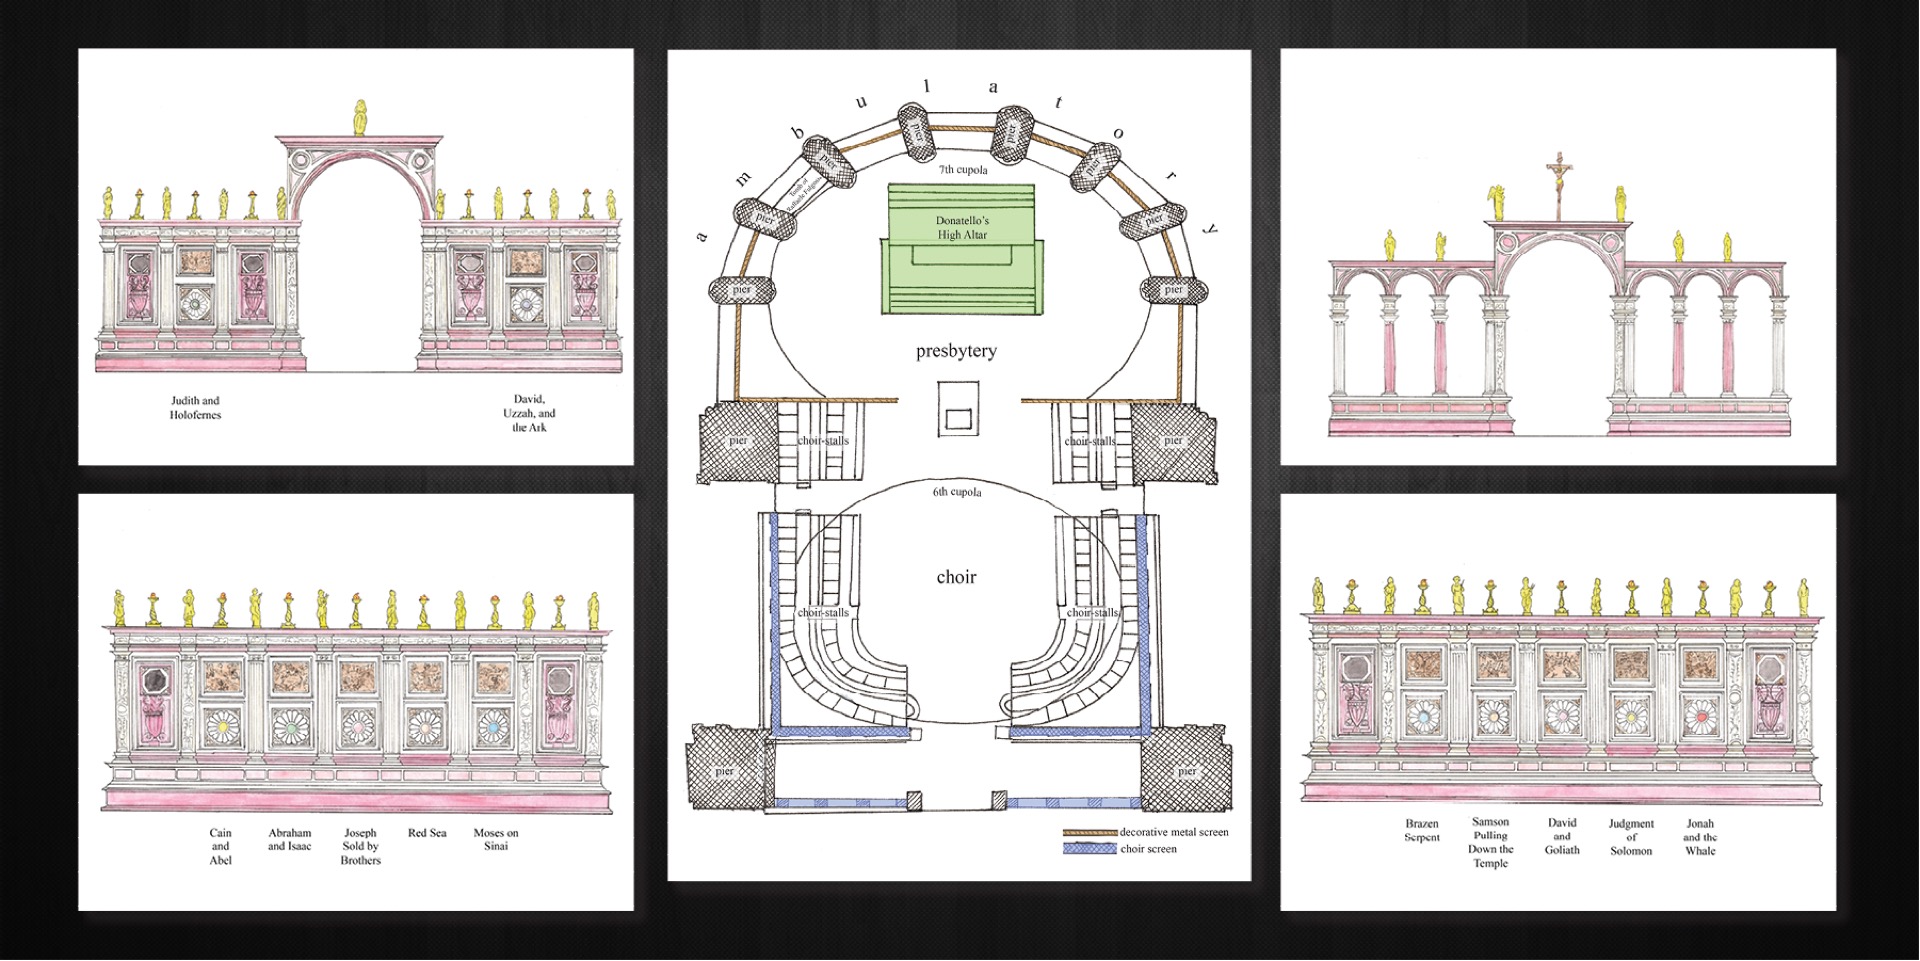 Judith and
Holofernes
David,
Uzzah, and
the Ark
Cain
and
Abel
Abraham
and Isaac
Joseph
Sold by
Brothers
Red Sea
Moses on
Sinai
ambulatory
pier
pier
pier
pier
pier
Tomb of
Raffaele Fulgosio
pier
pier
pier
pier
7th cupola
Donatello's
High Altar
presbytery
pier
choir-stalls
choir-stalls
pier
6th cupola
choir
choir-stalls
choir-stalls
pier
pier
decorative metal screen
choir screen
Brazen
Serpent
Samson
Pulling
Down the
Temple
David
and
Goliath
Judgment
of
Solomon
Jonah
and the
Whale